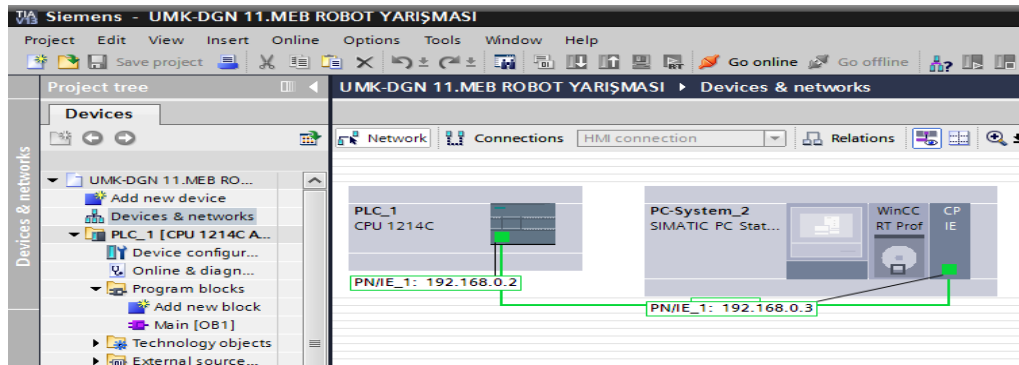 TIA V13 Siemens - UMK-DGN 11.MEB ROBOT YARIŞMASI
Project Edit View Insert Online Options Tools Window Help
Save project Go online Go offline
Project tree
UMK-DGN 11.MEB ROBOT YARIŞMASI Devices & networks
Devices
Network Connections HMI connection Relations
Devices & networks
UMK-DGN 11.MEB RO...
Add new device
Devices & networks
PLC_1 [CPU 1214C A...
Device configur...
Online & diagn...
Program blocks
Add new block
Main [OB1]
Technology objects
External source...
PLC_1
CPU 1214C
PC-System_2
SIMATIC PC Stat...
WinCC
RT Prof
CP
IE
PN/IE_1: 192.168.0.2
PN/IE_1: 192.168.0.3